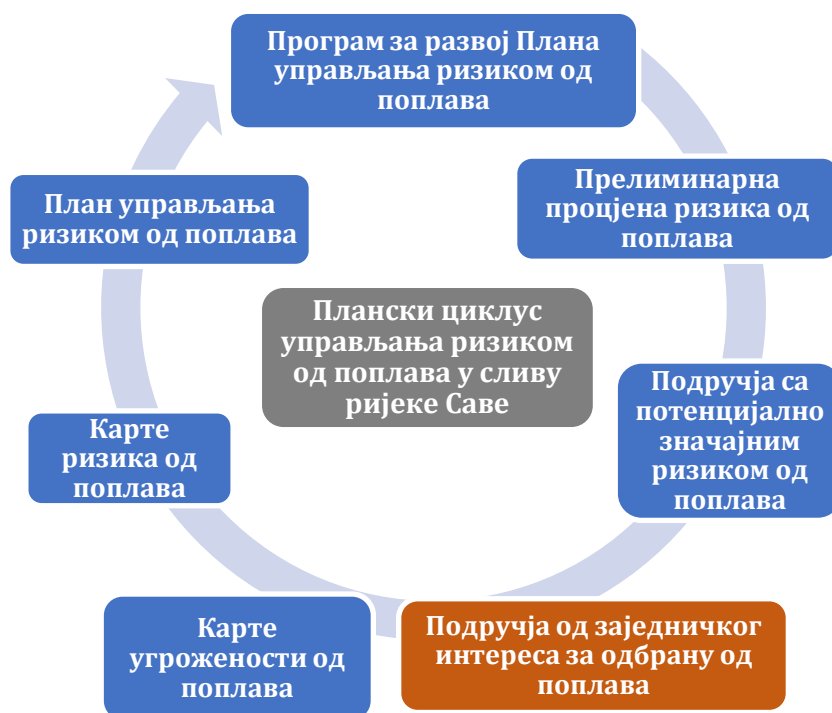 Програм за развој Плана
управљања ризиком од
поплава
Прелиминарна
процјена ризика од
поплава
Подручја са
потенцијално
значајним
ризиком од
поплава
Подручја од заједничког
интереса за одбрану од
поплава
Карте
угрожености од
поплава
Карте
ризика од
поплава
План управљања
ризиком од поплава
Плански циклус
управљања ризиком
од поплава у сливу
ријеке Саве